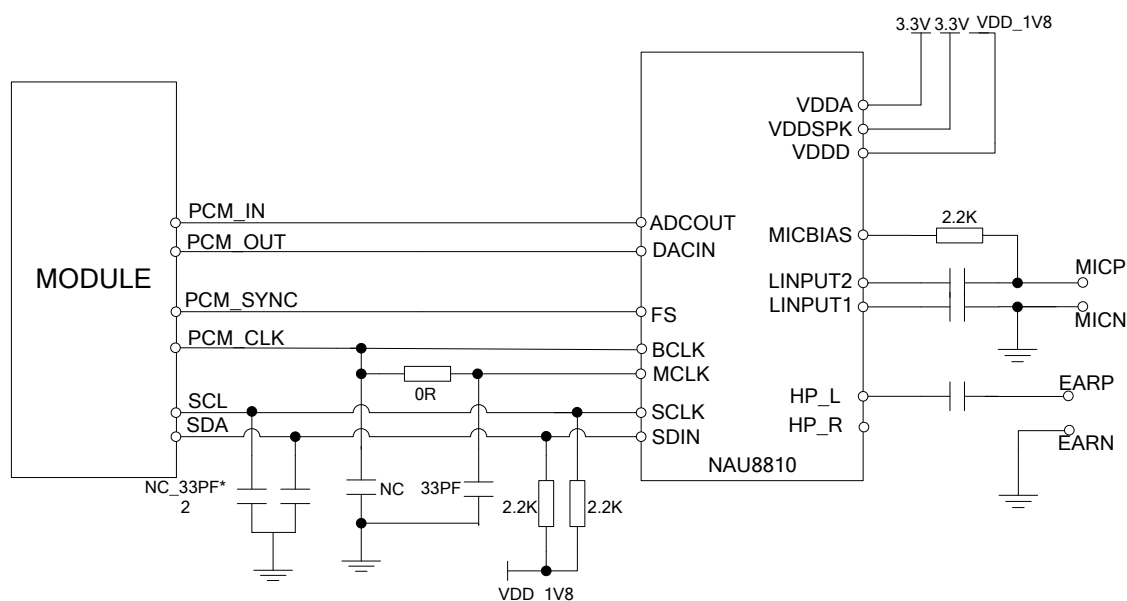 3.3V 3.3V VDD_1V8
MODULE
PCM_IN
PCM_OUT
PCM_SYNC
PCM_CLK
SCL
SDA
0R
NC_33PF*
2
NC
33PF
2.2K
2.2K
VDD_1V8
ADCOUT
DACIN
FS
BCLK
MCLK
SCLK
SDIN
NAU8810
VDDA
VDDSPK
VDDD
MICBIAS
LINPUT2
LINPUT1
HP_L
HP_R
2.2K
MICP
MICN
EARP
EARN